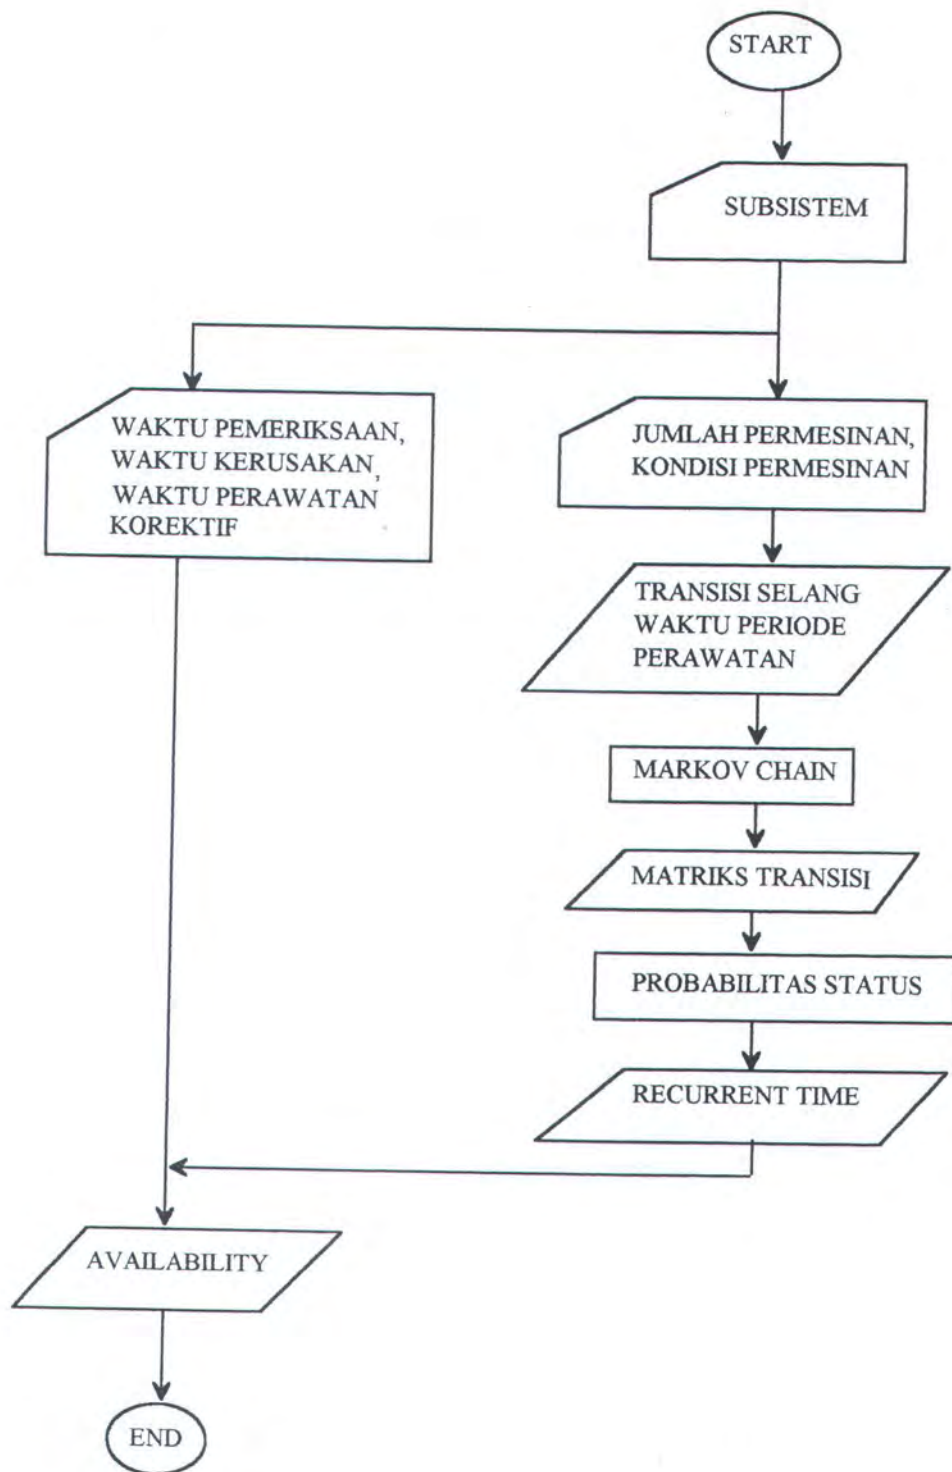 START
SUBSISTEM
WAKTU PEMERIKSAAN,
WAKTU KERUSAKAN,
WAKTU PERAWATAN
KOREKTIF
JUMLAH PERMESINAN,
KONDISI PERMESINAN
TRANSISI SELANG
WAKTU PERIODE
PERAWATAN
MARKOV CHAIN
MATRIKS TRANSISI
PROBABILITAS STATUS
RECURRENT TIME
AVAILABILITY
END